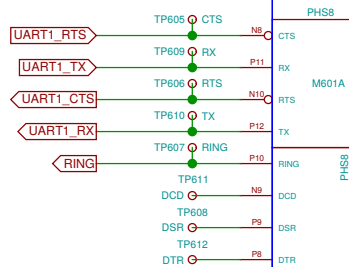 PHS8
TP605 CTS
UART1_RTS N8 CTS
TP609 RX
UART1_TX P11 RX
TP606 RTS M601A
UART1_CTS N10 RTS
TP610 TX
UART1_RX P12 TX
TP607 RING
RING P10 RING
PHS8
TP611
DCD N9 DCD
TP608
DSR P9 DSR
TP612
DTR P8 DTR